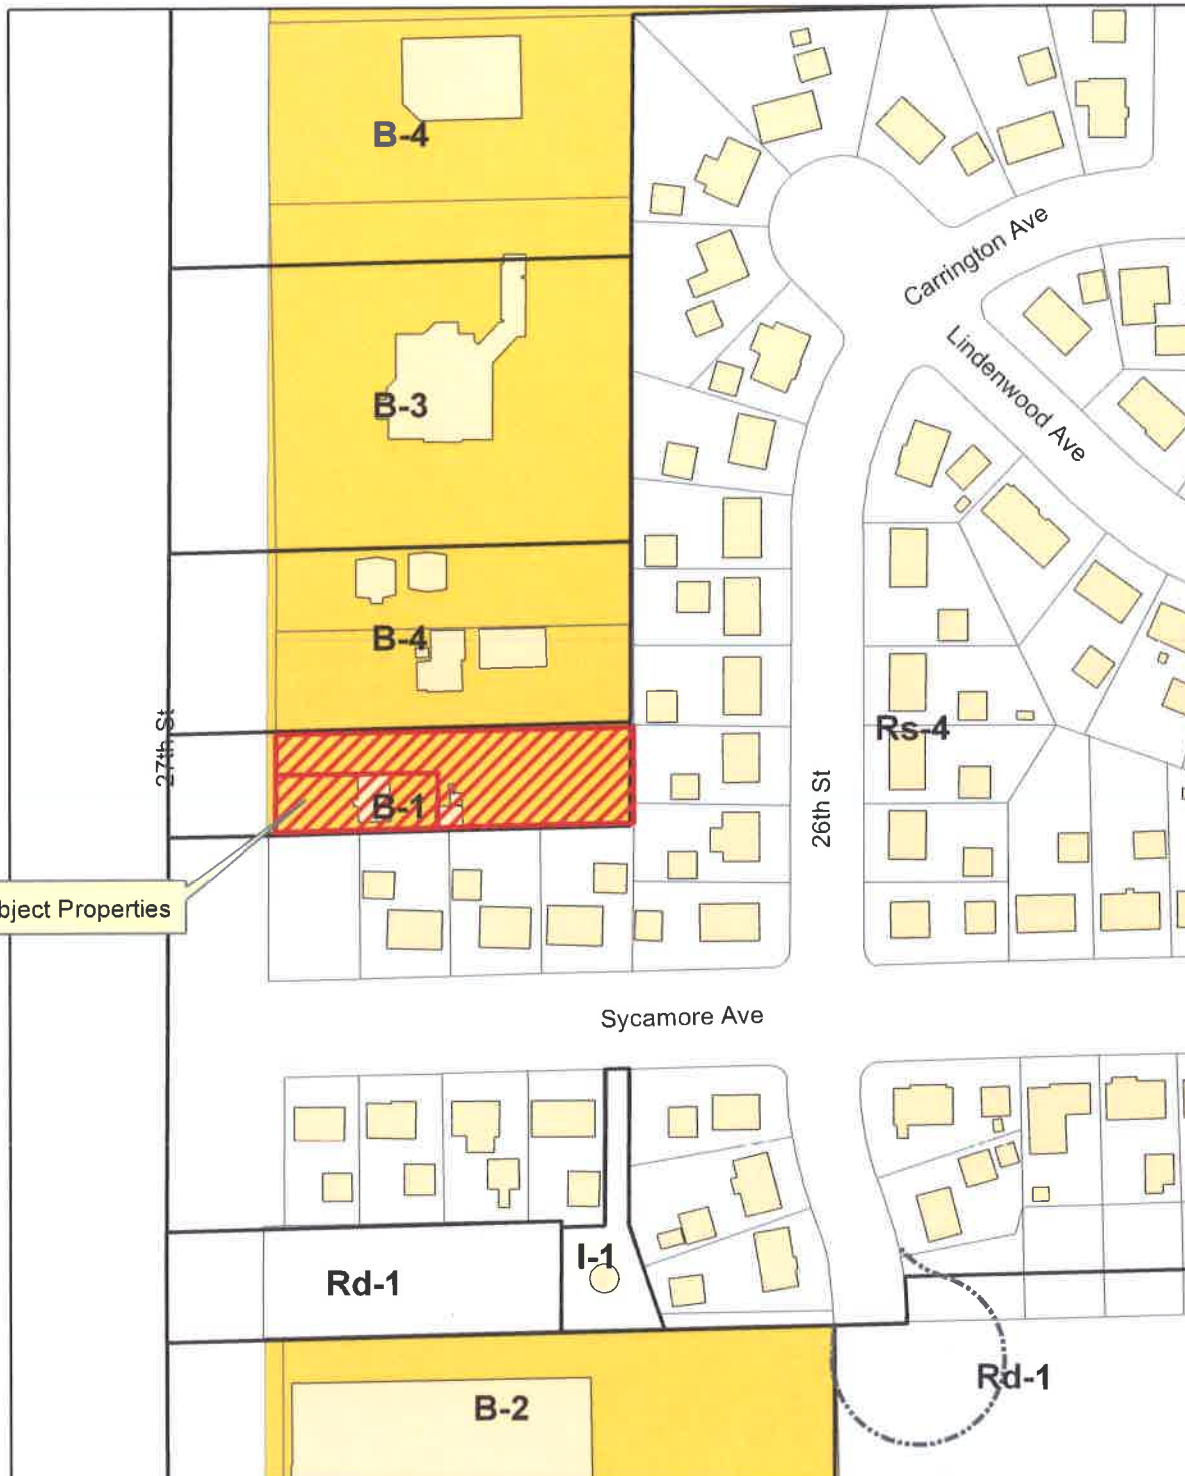 B-4
Carrington Ave
Lindenwood Ave
B-3
B-4
27th St
Rs-4
B-1
26th St
bject Properties
Sycamore Ave
I-1
Rd-1
Rd-1
B-2